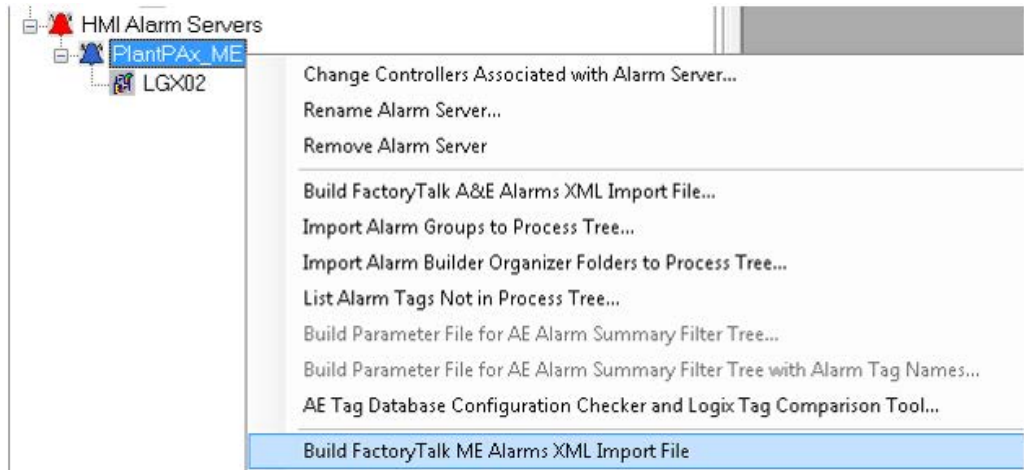 HMI Alarm Servers
PlantPAx_ME
LGX02
Change Controllers Associated with Alarm Server...
Rename Alarm Server...
Remove Alarm Server
Build FactoryTalk A&E Alarms XML Import File...
Import Alarm Groups to Process Tree...
Import Alarm Builder Organizer Folders to Process Tree...
List Alarm Tags Not in Process Tree...
Build Parameter File for AE Alarm Summary Filter Tree...
Build Parameter File for AE Alarm Summary Filter Tree with Alarm Tag Names...
AE Tag Database Configuration Checker and Logix Tag Comparison Tool...
Build FactoryTalk ME Alarms XML Import File